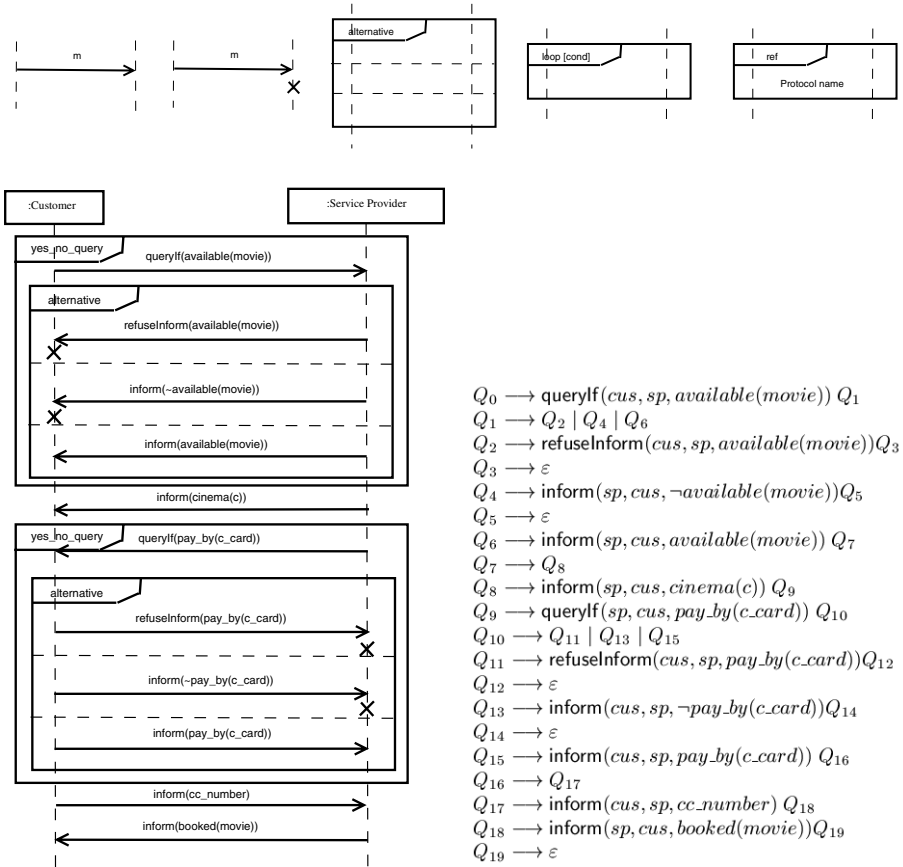 m
m
alternative
loop [cond]
ref
Protocol name
:Customer
:Service Provider
yes_no_query
queryIf(available(movie))
alternative
refuseInform(available(movie))
inform(~available(movie))
inform(available(movie))
inform(cinema(c))
yes_no_query
queryIf(pay_by(c_card))
alternative
refuseInform(pay_by(c_card))
inform(~pay_by(c_card))
inform(pay_by(c_card))
inform(cc_number)
inform(booked(movie))
Q₀ ⟶ queryIf(cus, sp, available(movie)) Q₁
Q₁ ⟶ Q₂ | Q₄ | Q₆
Q₂ ⟶ refuseInform(cus, sp, available(movie))Q₃
Q₃ ⟶ ε
Q₄ ⟶ inform(sp, cus, ¬available(movie))Q₅
Q₅ ⟶ ε
Q₆ ⟶ inform(sp, cus, available(movie)) Q₇
Q₇ ⟶ Q₈
Q₈ ⟶ inform(sp, cus, cinema(c)) Q₉
Q₉ ⟶ queryIf(sp, cus, pay_by(c_card)) Q₁₀
Q₁₀ ⟶ Q₁₁ | Q₁₃ | Q₁₅
Q₁₁ ⟶ refuseInform(cus, sp, pay_by(c_card))Q₁₂
Q₁₂ ⟶ ε
Q₁₃ ⟶ inform(cus, sp, ¬pay_by(c_card))Q₁₄
Q₁₄ ⟶ ε
Q₁₅ ⟶ inform(cus, sp, pay_by(c_card)) Q₁₆
Q₁₆ ⟶ Q₁₇
Q₁₇ ⟶ inform(cus, sp, cc_number) Q₁₈
Q₁₈ ⟶ inform(sp, cus, booked(movie))Q₁₉
Q₁₉ ⟶ ε